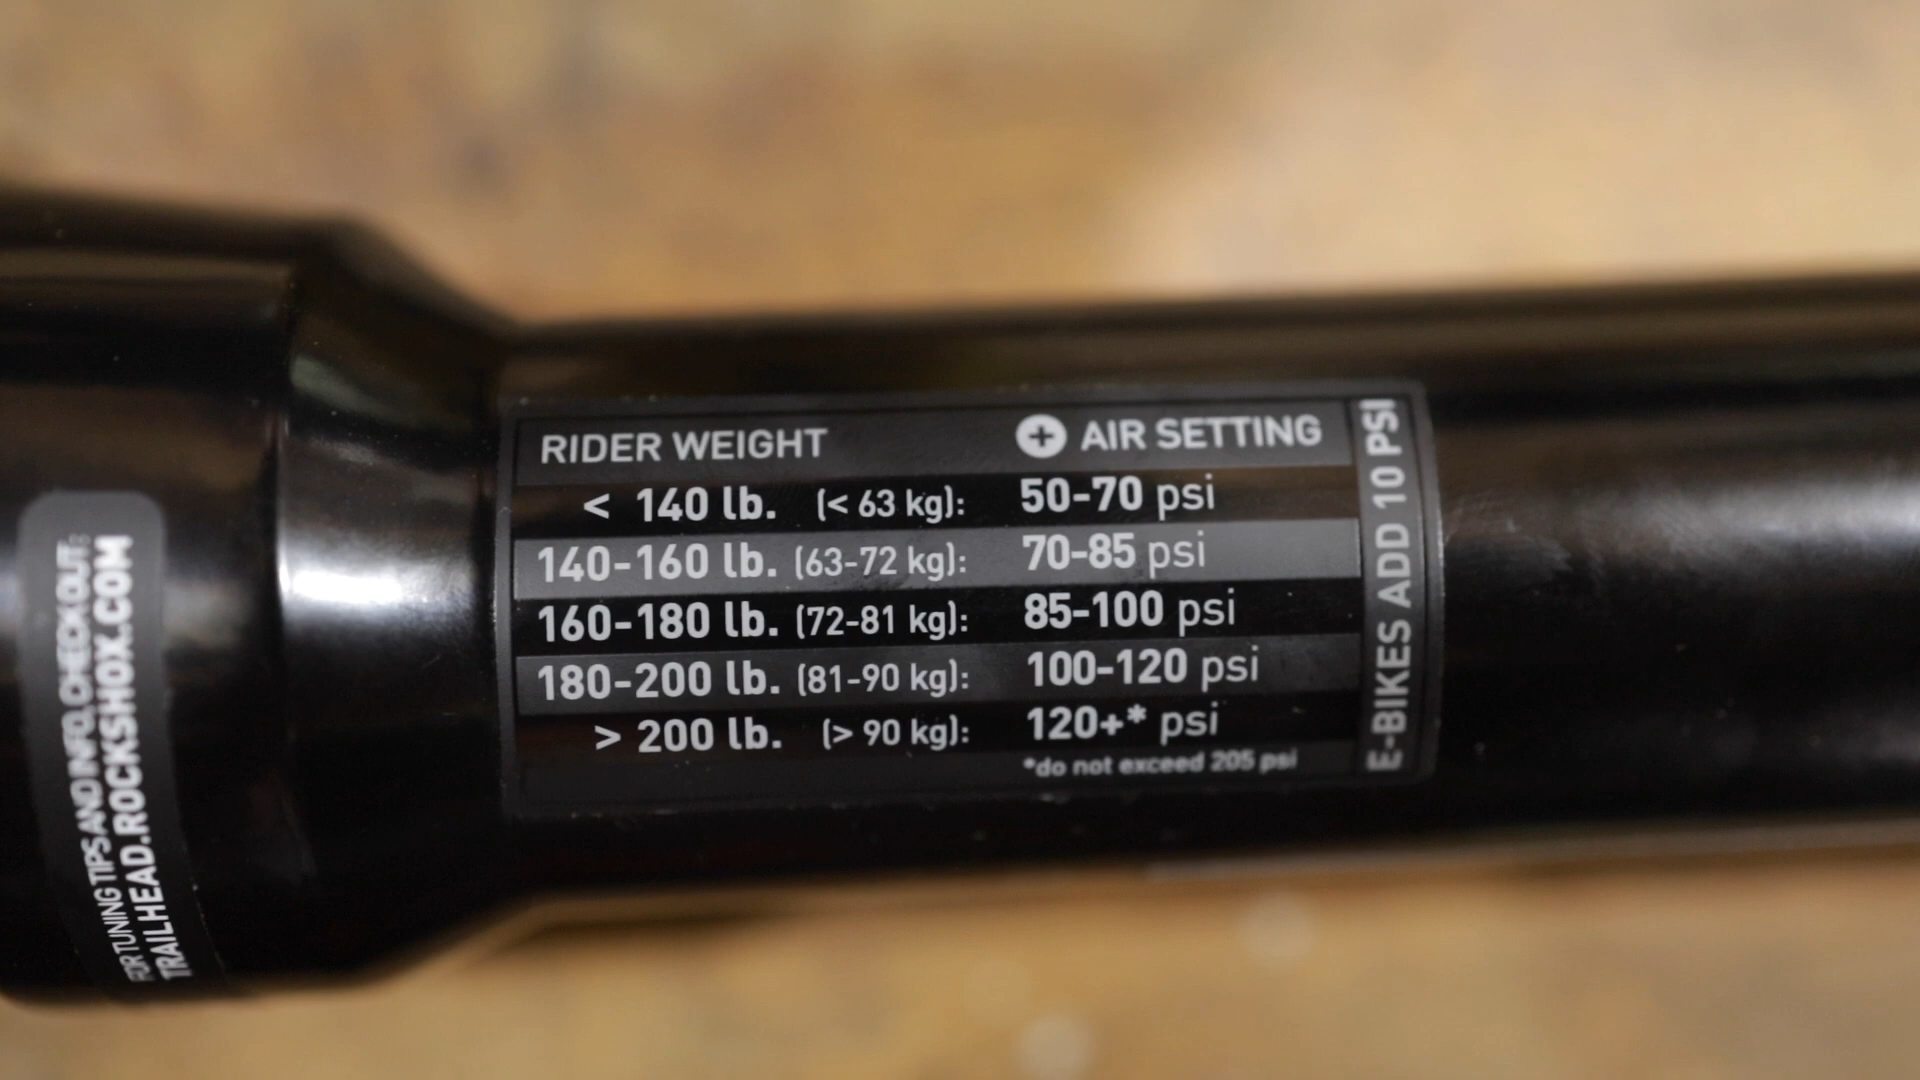 RIDER WEIGHT + AIR SETTING
< 140 lb. (< 63 kg): 50-70 psi
140-160 lb. (63-72 kg): 70-85 psi
160-180 lb. (72-81 kg): 85-100 psi
180-200 lb. (81-90 kg): 100-120 psi
> 200 lb. (> 90 kg): 120+* psi
*do not exceed 205 psi
E-BIKES ADD 10 PSI
FOR TUNING TIPS AND INFO, CHECK OUT:
TRAILHEAD.ROCKSHOX.COM